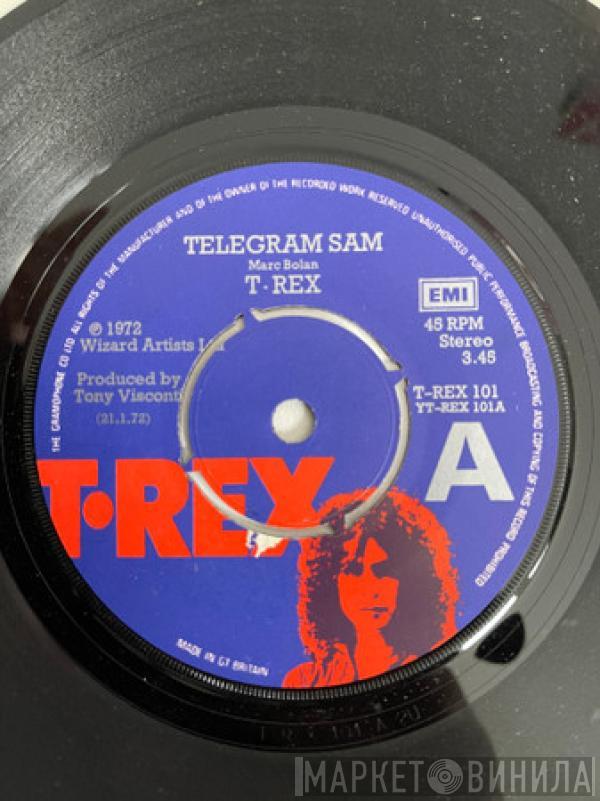 THE GRAMOPHONE CO LTD ALL RIGHTS OF THE MANUFACTURER AND OF THE OWNER OF THE RECORDED WORK RESERVED UNAUTHORISED PUBLIC PERFORMANCE BROADCASTING AND COPYING OF THIS RECORD PROHIBITED
TELEGRAM SAM
Marc Bolan
T·REX
EMI
℗ 1972
Wizard Artists
45 RPM
Stereo
3.45
Produced by
Tony Visconti
(21.1.72)
T-REX 101
YT-REX 101A
A
T·REX
MADE IN GT BRITAIN
МАРКЕТ ВИНИЛА